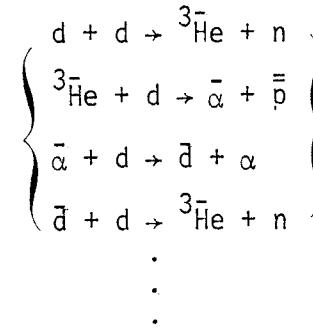 d + d → ³H̄e + n
³H̄e + d → ᾱ + p̿
ᾱ + d → d̄ + α
d̄ + d → ³H̄e + n
.
.
.